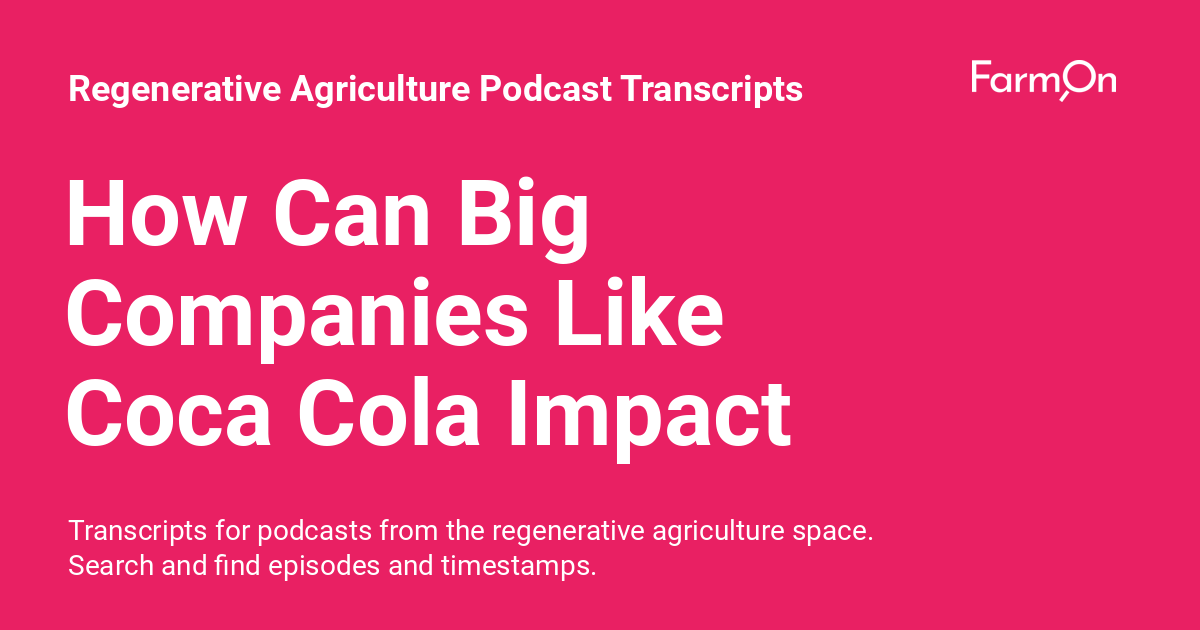 Regenerative Agriculture Podcast Transcripts
FarmOn
How Can Big
Companies Like
Coca Cola Impact
Transcripts for podcasts from the regenerative agriculture space.
Search and find episodes and timestamps.